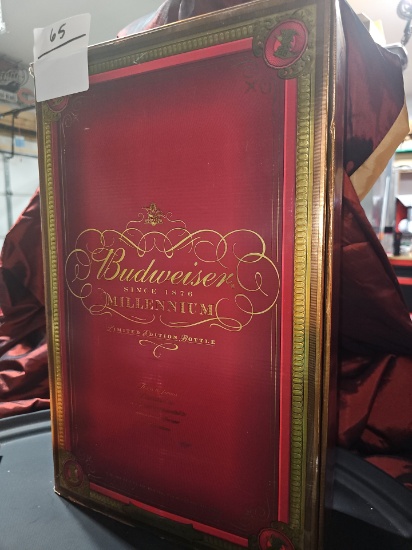 65
Budweiser
SINCE 1876
MILLENNIUM
LIMITED EDITION BOTTLE